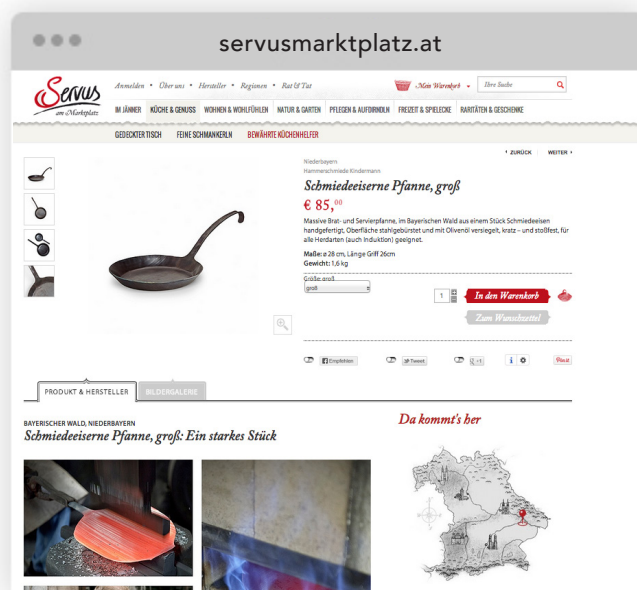 servusmarktplatz.at
Servus
am Marktplatz
Anmelden • Über uns • Hersteller • Regionen • Rat & Tat
Mein Warenkorb
Ihre Suche
IM JÄNNER KÜCHE & GENUSS WOHNEN & WOHLFÜHLEN NATUR & GARTEN PFLEGEN & AUFDIRNDLN FREIZEIT & SPIELECKE RARITÄTEN & GESCHENKE
GEDECKTER TISCH FEINE SCHMANKERLN BEWÄHRTE KÜCHENHELFER
ZURÜCK WEITER
Niederbayern
Hammerschmiede Kindermann
Schmiedeeiserne Pfanne, groß
€ 85,00
Massive Brat- und Servierpfanne, im Bayerischen Wald aus einem Stück Schmiedeeisen
handgefertigt, Oberfläche stahlgebürstet und mit Olivenöl versiegelt, kratz – und stoßfest, für
alle Herdarten (auch Induktion) geeignet.
Maße: ø 28 cm, Länge Griff 26cm
Gewicht: 1,6 kg
Größe: groß
groß
1
In den Warenkorb
Zum Wunschzettel
Empfehlen
Tweet
+1
Pin it
PRODUKT & HERSTELLER BILDERGALERIE
BAYERISCHER WALD, NIEDERBAYERN
Schmiedeeiserne Pfanne, groß: Ein starkes Stück
Da kommt's her